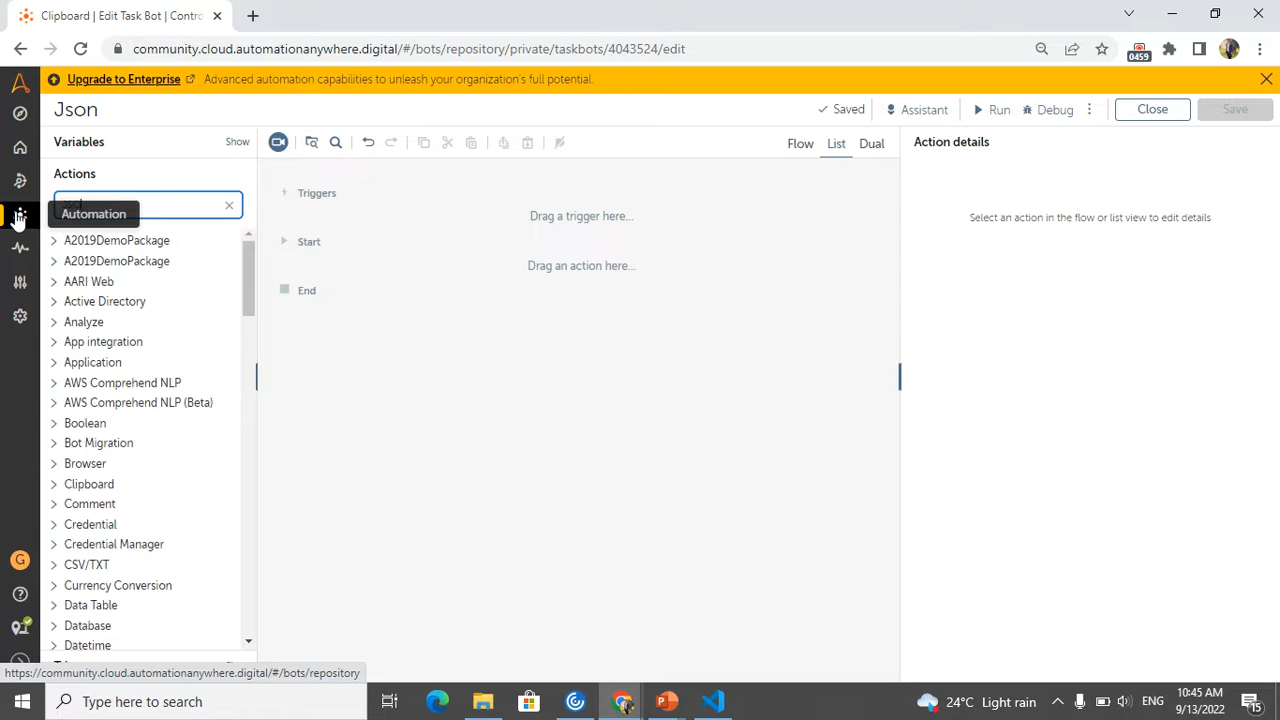 Clipboard | Edit Task Bot | Contro
community.cloud.automationanywhere.digital/#/bots/repository/private/taskbots/4043524/edit
0459
Upgrade to Enterprise Advanced automation capabilities to unleash your organization's full potential.
Json
Saved
Assistant
Run
Debug
Close
Save
Variables
Show
Flow
List
Dual
Action details
Actions
Automation
Triggers
Drag a trigger here...
Select an action in the flow or list view to edit details
Start
Drag an action here...
End
A2019DemoPackage
A2019DemoPackage
AARI Web
Active Directory
Analyze
App integration
Application
AWS Comprehend NLP
AWS Comprehend NLP (Beta)
Boolean
Bot Migration
Browser
Clipboard
Comment
Credential
Credential Manager
CSV/TXT
Currency Conversion
Data Table
Database
Datetime
G
https://community.cloud.automationanywhere.digital/#/bots/repository
Type here to search
24°C Light rain
ENG
10:45 AM
9/13/2022
15